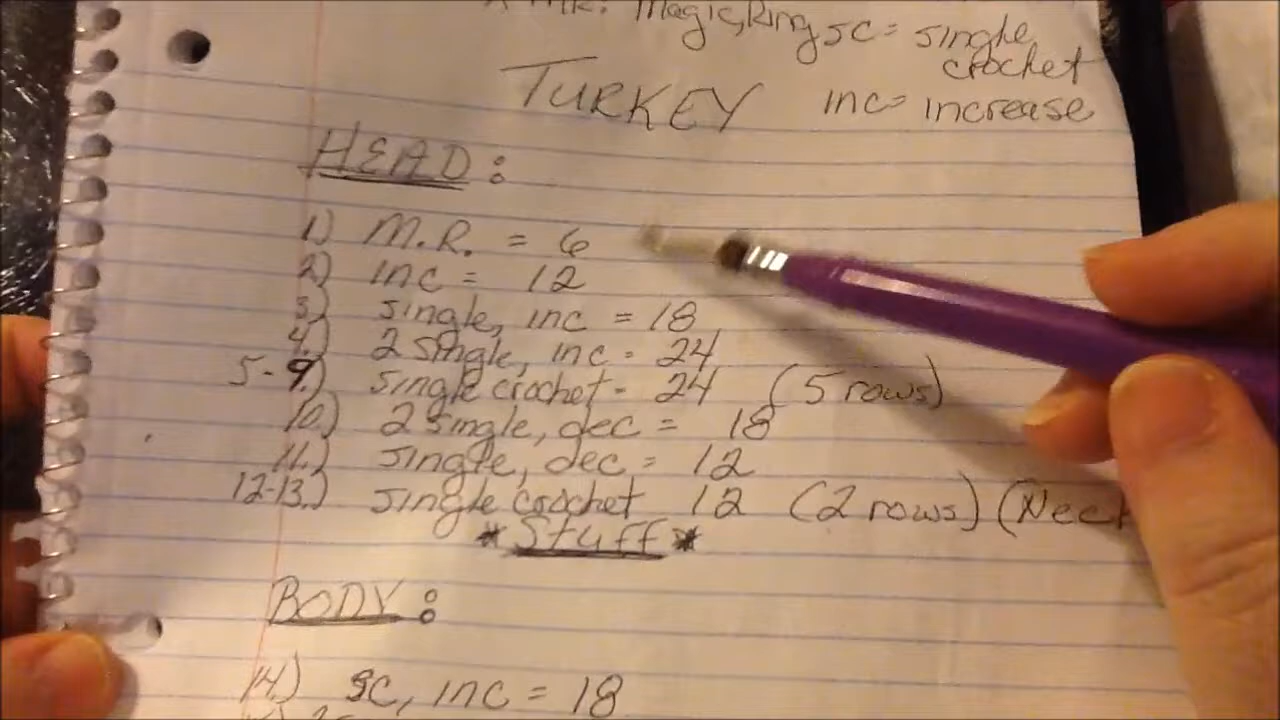 MR: Magic Ring sc = single
crochet
TURKEY inc = increase
HEAD:
1) M.R. = 6
2) inc = 12
3) single, inc = 18
4.) 2 single, inc = 24
5-9.) single crochet - 24 (5 rows)
10.) 2 single, dec = 18
11.) single, dec = 12
12-13.) single crochet 12 (2 rows) (Neck
*Stuff*
BODY:
14.) sc, inc = 18